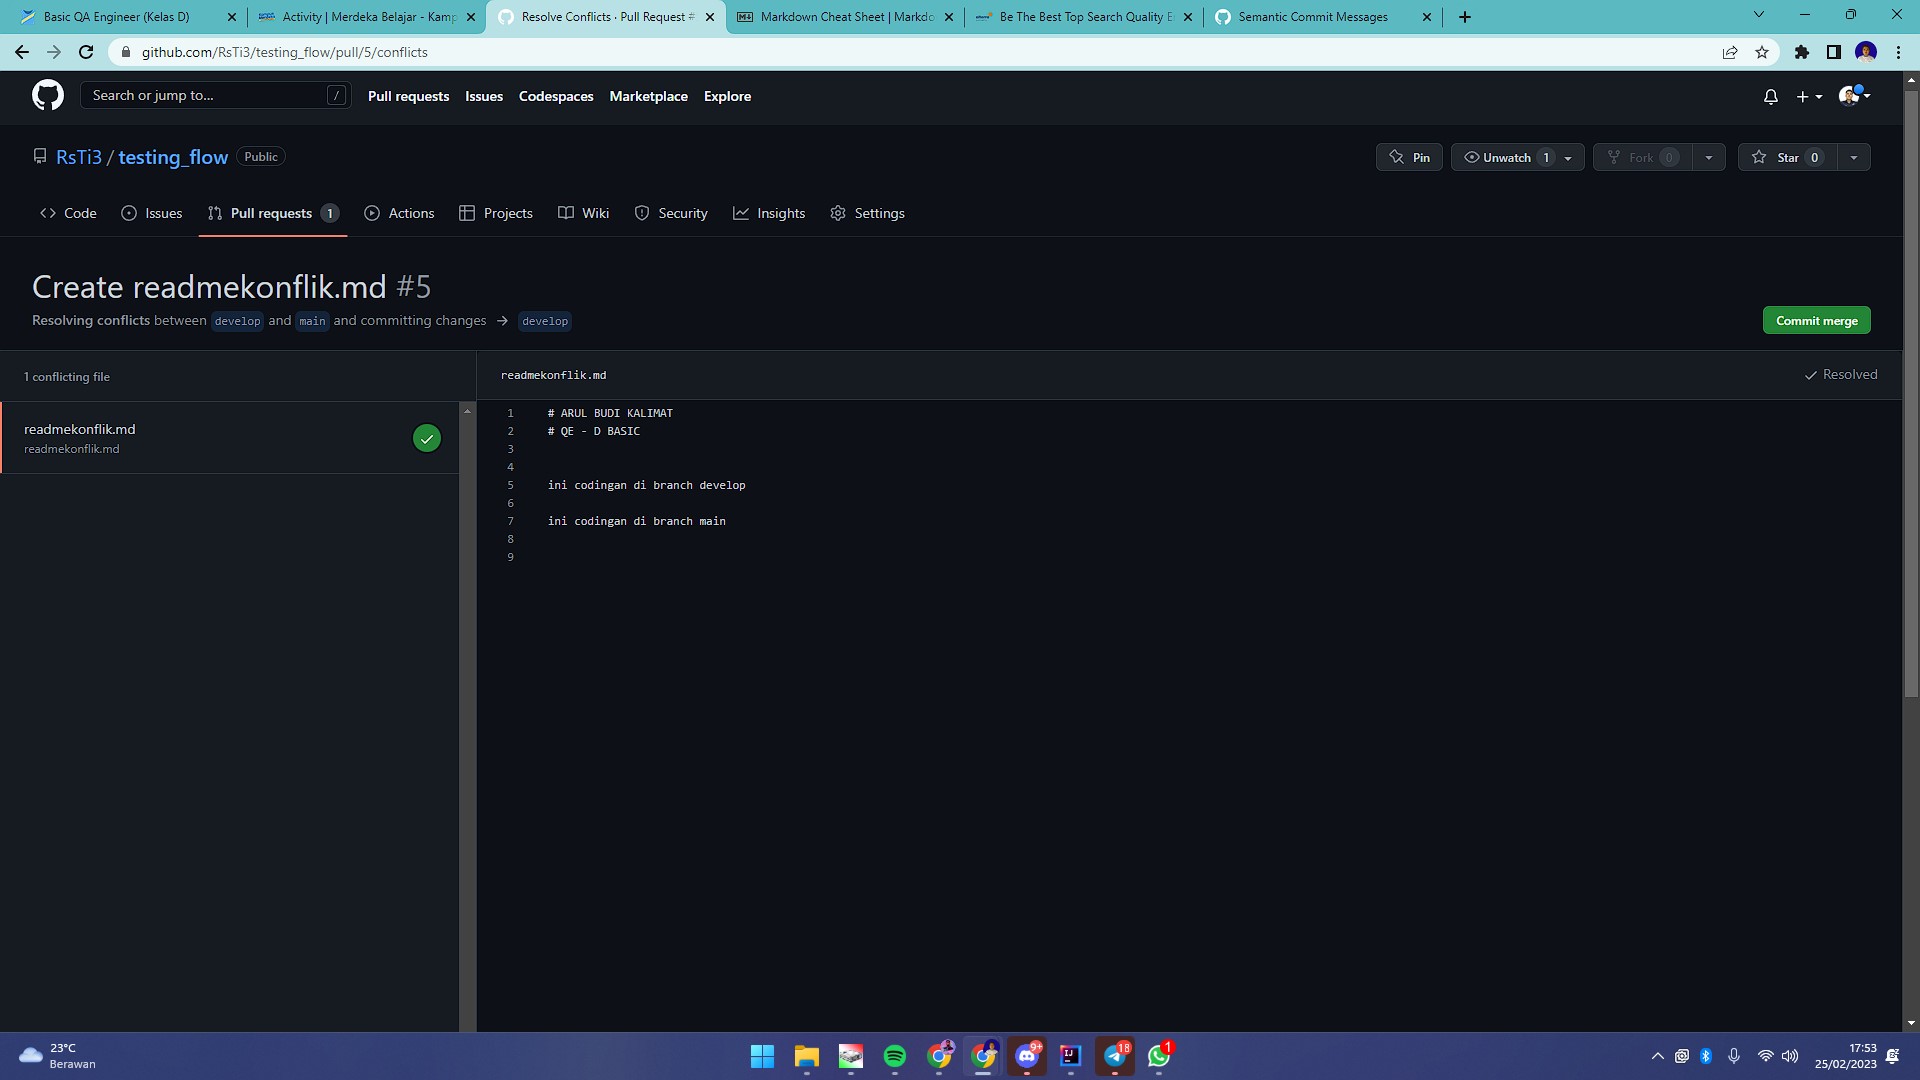 Basic QA Engineer (Kelas D)
Activity | Merdeka Belajar - Kamp
Resolve Conflicts · Pull Request #
Markdown Cheat Sheet | Markdo
Be The Best Top Search Quality E
Semantic Commit Messages
github.com/RsTi3/testing_flow/pull/5/conflicts
Search or jump to... /
Pull requests Issues Codespaces Marketplace Explore
RsTi3 / testing_flow Public
Pin Unwatch 1 Fork 0 Star 0
Code Issues Pull requests 1 Actions Projects Wiki Security Insights Settings
Create readmekonflik.md #5
Resolving conflicts between develop and main and committing changes → develop
Commit merge
1 conflicting file
readmekonflik.md
readmekonflik.md
readmekonflik.md
Resolved
1 # ARUL BUDI KALIMAT
2 # QE - D BASIC
3
4
5 ini codingan di branch develop
6
7 ini codingan di branch main
8
9
23°C
Berawan
9+
IJ
18
1
17:53
25/02/2023